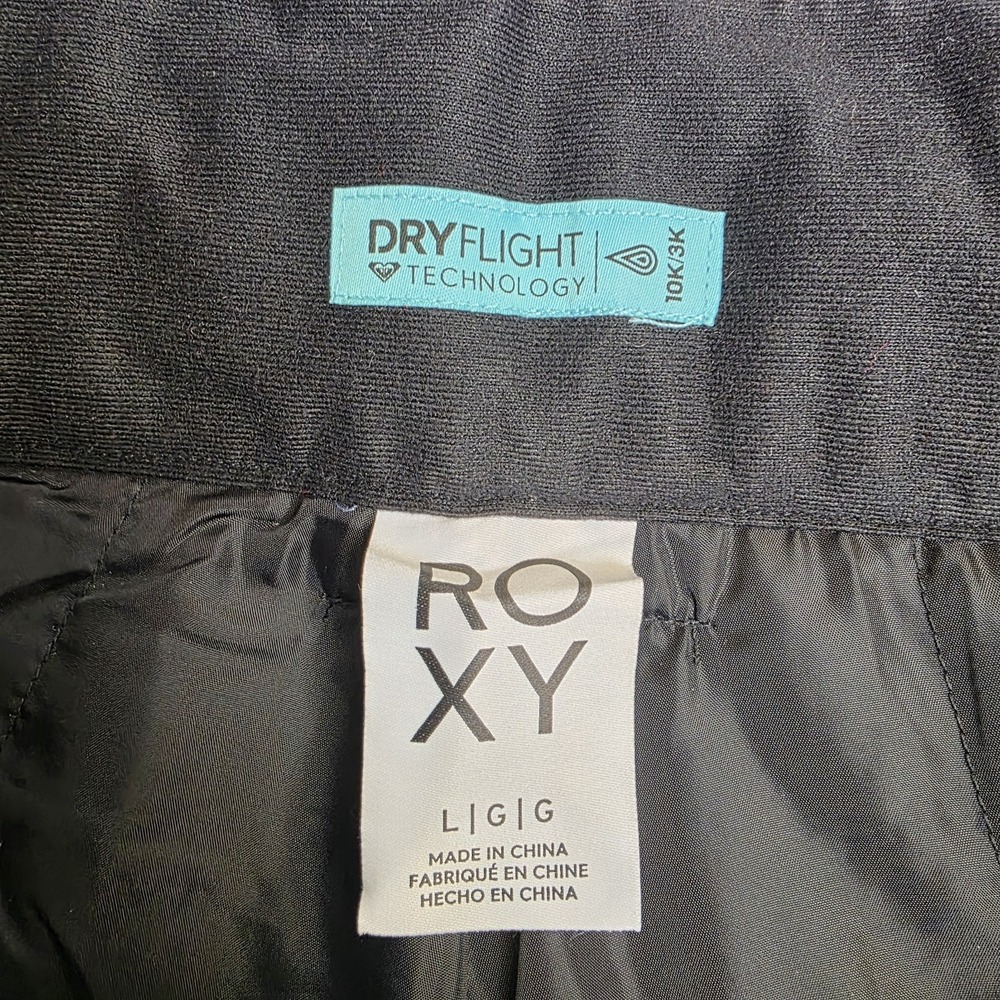 DRYFLIGHT
TECHNOLOGY
10K/3K
RO
XY
L|G|G
MADE IN CHINA
FABRIQUÉ EN CHINE
HECHO EN CHINA